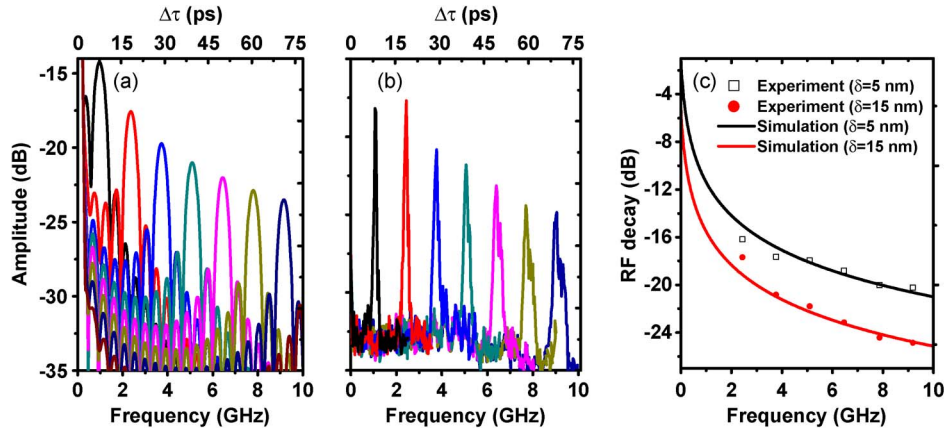 Δτ (ps)
0 15 30 45 60 75
(a)
Amplitude (dB)
-15
-20
-25
-30
-35
0 2 4 6 8 10
Frequency (GHz)
Δτ (ps)
0 15 30 45 60 75
(b)
0 2 4 6 8 10
Frequency (GHz)
(c)
Experiment (δ=5 nm)
Experiment (δ=15 nm)
Simulation (δ=5 nm)
Simulation (δ=15 nm)
RF decay (dB)
-4
-8
-12
-16
-20
-24
0 2 4 6 8 10
Frequency (GHz)